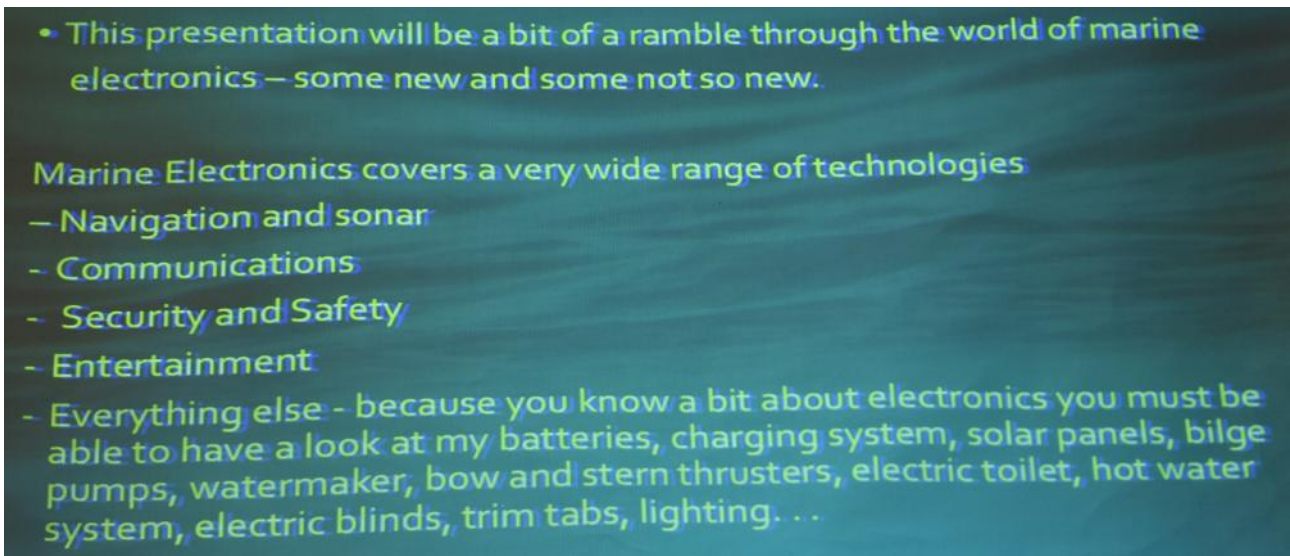 • This presentation will be a bit of a ramble through the world of marine
electronics – some new and some not so new.
Marine Electronics covers a very wide range of technologies
– Navigation and sonar
- Communications
- Security and Safety
- Entertainment
- Everything else - because you know a bit about electronics you must be
able to have a look at my batteries, charging system, solar panels, bilge
pumps, watermaker, bow and stern thrusters, electric toilet, hot water
system, electric blinds, trim tabs, lighting. . .